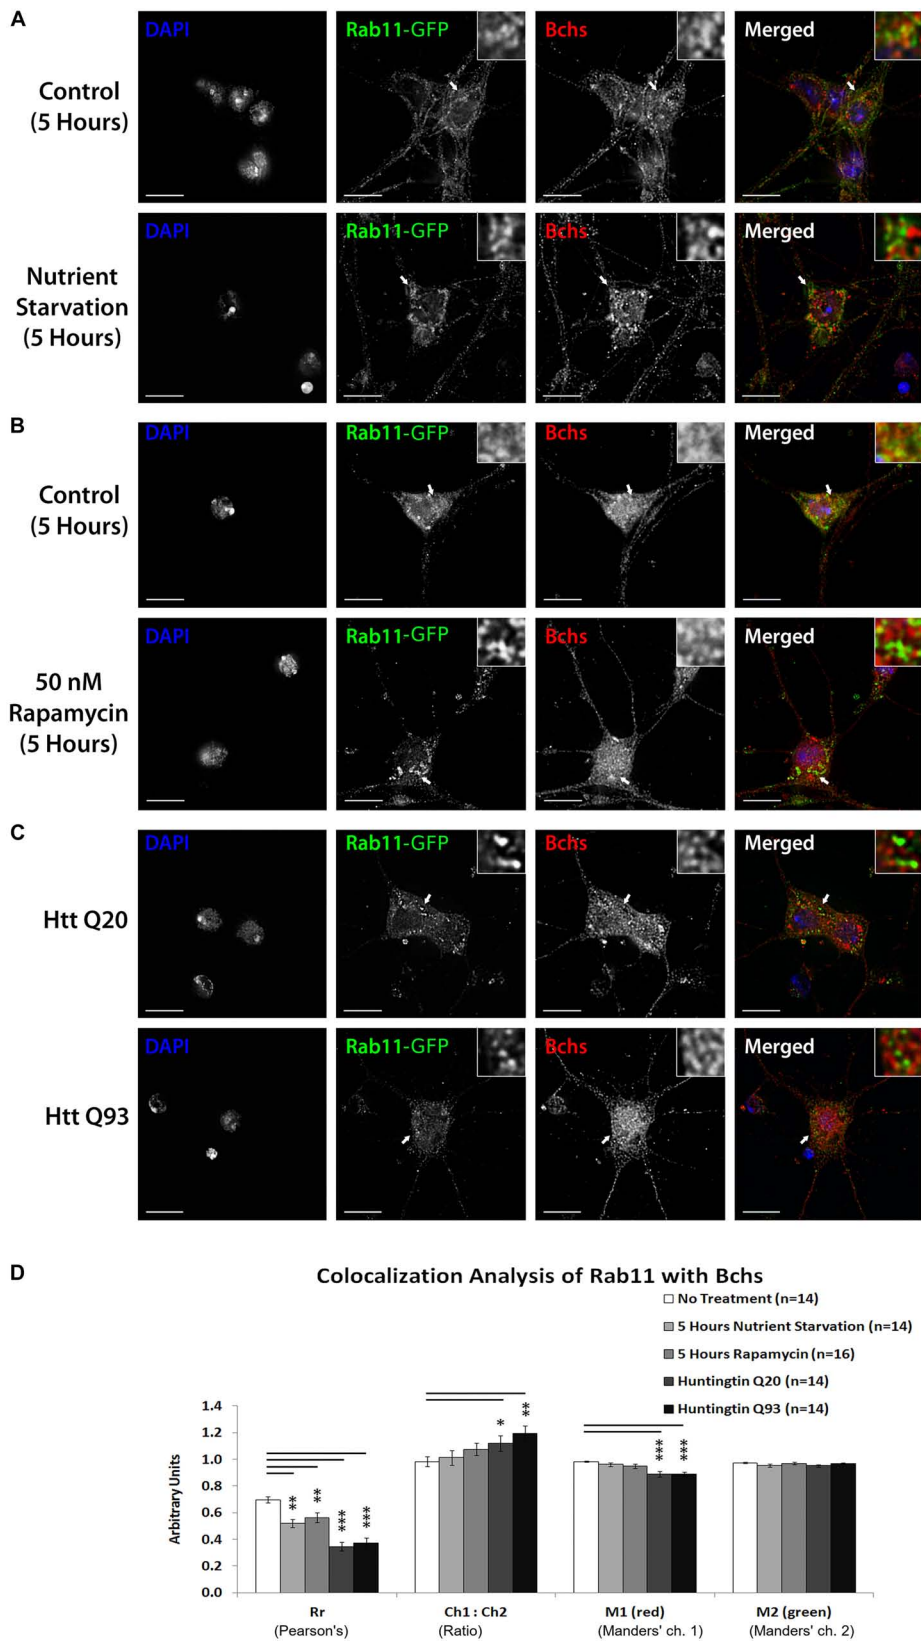 A
Control
(5 Hours)
DAPI
Rab11-GFP
Bchs
Merged
Nutrient
Starvation
(5 Hours)
DAPI
Rab11-GFP
Bchs
Merged
B
Control
(5 Hours)
DAPI
Rab11-GFP
Bchs
Merged
50 nM
Rapamycin
(5 Hours)
DAPI
Rab11-GFP
Bchs
Merged
C
Htt Q20
DAPI
Rab11-GFP
Bchs
Merged
Htt Q93
DAPI
Rab11-GFP
Bchs
Merged
D
Colocalization Analysis of Rab11 with Bchs
No Treatment (n=14)
5 Hours Nutrient Starvation (n=14)
5 Hours Rapamycin (n=16)
Huntingtin Q20 (n=14)
Huntingtin Q93 (n=14)
Arbitrary Units
1.4
1.2
1.0
0.8
0.6
0.4
0.2
0.0
**
**
***
***
*
**
***
***
Rr
(Pearson's)
Ch1 : Ch2
(Ratio)
M1 (red)
(Manders' ch. 1)
M2 (green)
(Manders' ch. 2)